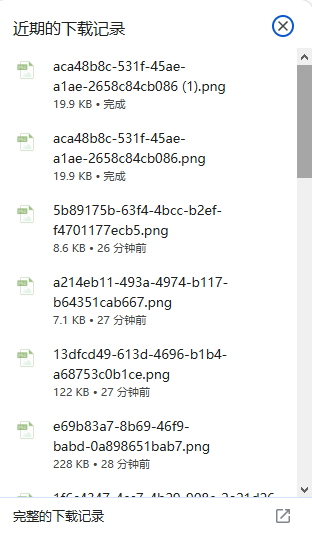 近期的下载记录
aca48b8c-531f-45ae-
a1ae-2658c84cb086 (1).png
19.9 KB • 完成
aca48b8c-531f-45ae-
a1ae-2658c84cb086.png
19.9 KB • 完成
5b89175b-63f4-4bcc-b2ef-
f4701177ecb5.png
8.6 KB • 26 分钟前
a214eb11-493a-4974-b117-
b64351cab667.png
7.1 KB • 27 分钟前
13dfcd49-613d-4696-b1b4-
a68753c0b1ce.png
122 KB • 27 分钟前
e69b83a7-8b69-46f9-
babd-0a898651bab7.png
228 KB • 28 分钟前
完整的下载记录